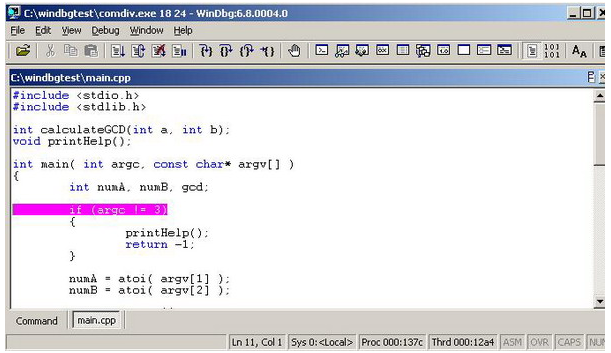 C:\windbgtest\comdiv.exe 18 24 - WinDbg:6.8.0004.0
File Edit View Debug Window Help
101
101
AA
C:\windbgtest\main.cpp
#include <stdio.h>
#include <stdlib.h>
int calculateGCD(int a, int b);
void printHelp();
int main( int argc, const char* argv[] )
{
int numA, numB, gcd;
if (argc != 3)
{
printHelp();
return -1;
}
numA = atoi( argv[1] );
numB = atoi( argv[2] );
Command main.cpp
Ln 11, Col 1 Sys 0:<Local> Proc 000:137c Thrd 000:12a4 ASM OVR CAPS NUM